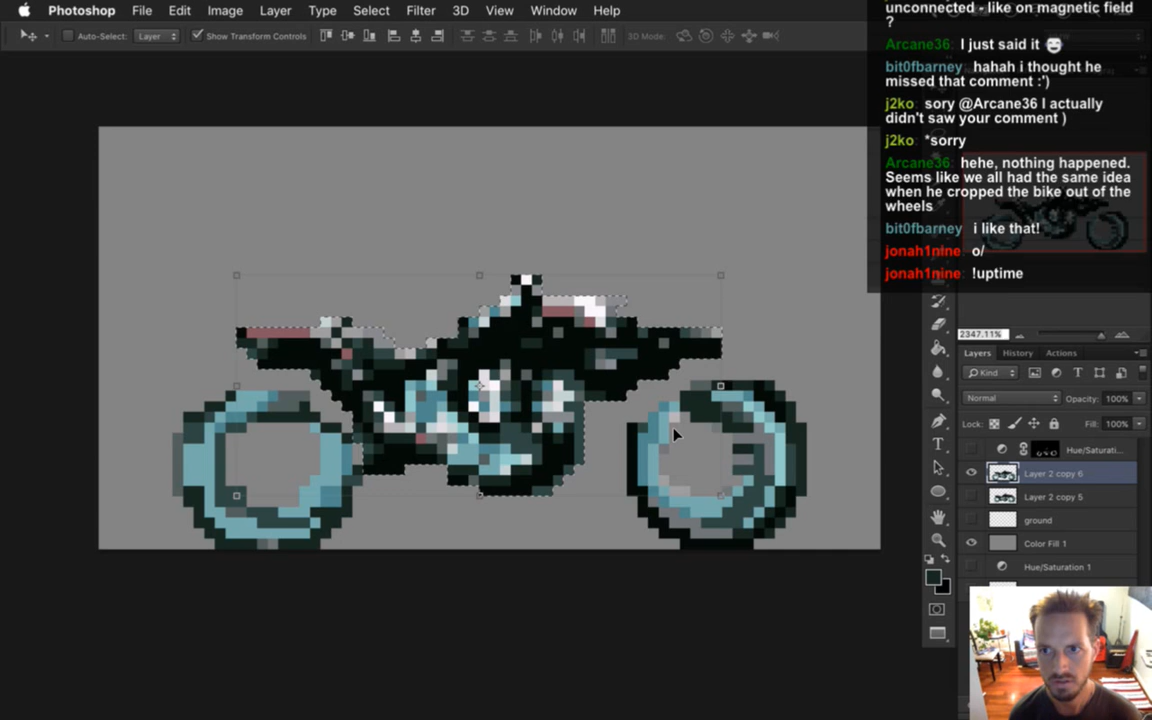 Photoshop File Edit Image Layer Type Select Filter 3D View Window Help
Auto-Select: Layer Show Transform Controls 3D Mode:
unconnected - like on magnetic field
?
Arcane36: I just said it
bit0fbarney: hahah i thought he
missed that comment :')
j2ko: sory @Arcane36 I actually
didn't saw your comment )
j2ko: *sorry
Arcane36: hehe, nothing happened.
Seems like we all had the same idea
when he cropped the bike out of the
wheels
bit0fbarney: i like that!
jonah1nine: o/
jonah1nine: !uptime
2347.11%
Layers History Actions
Kind
Normal Opacity: 100%
Lock: Fill: 100%
Hue/Saturati...
Layer 2 copy 6
Layer 2 copy 5
ground
Color Fill 1
Hue/Saturation 1